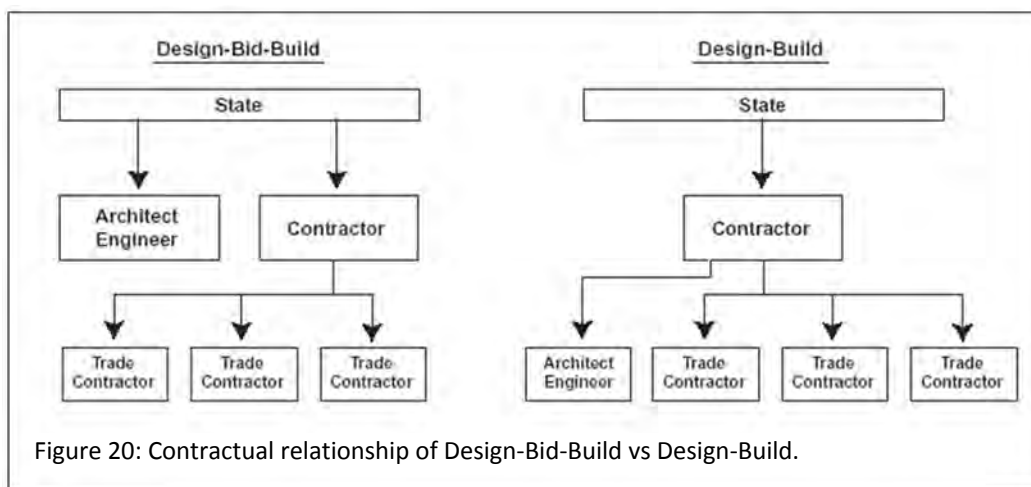 Design-Bid-Build
State
Architect
Engineer
Contractor
Trade
Contractor
Trade
Contractor
Trade
Contractor
Design-Build
State
Contractor
Architect
Engineer
Trade
Contractor
Trade
Contractor
Trade
Contractor
Figure 20: Contractual relationship of Design-Bid-Build vs Design-Build.